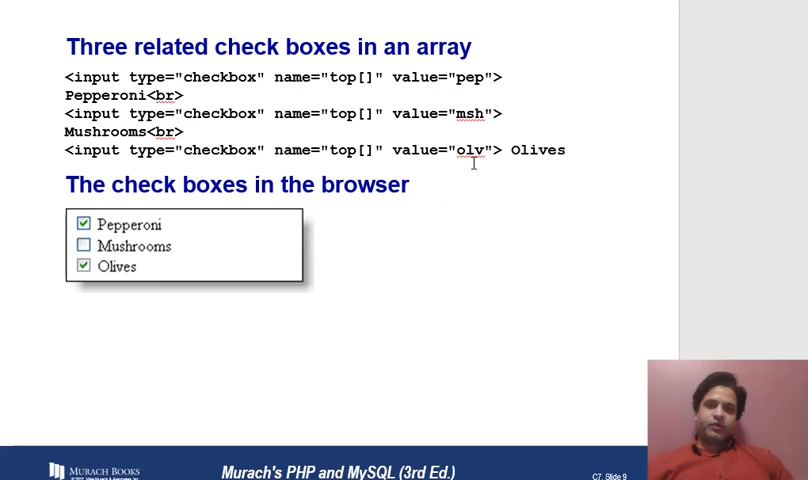 Three related check boxes in an array
<input type="checkbox" name="top[]" value="pep">
Pepperoni<br>
<input type="checkbox" name="top[]" value="msh">
Mushrooms<br>
<input type="checkbox" name="top[]" value="olv"> Olives
The check boxes in the browser
Pepperoni
Mushrooms
Olives
MURACH BOOKS
Murach's PHP and MySQL (3rd Ed.)
C7, Slide 9